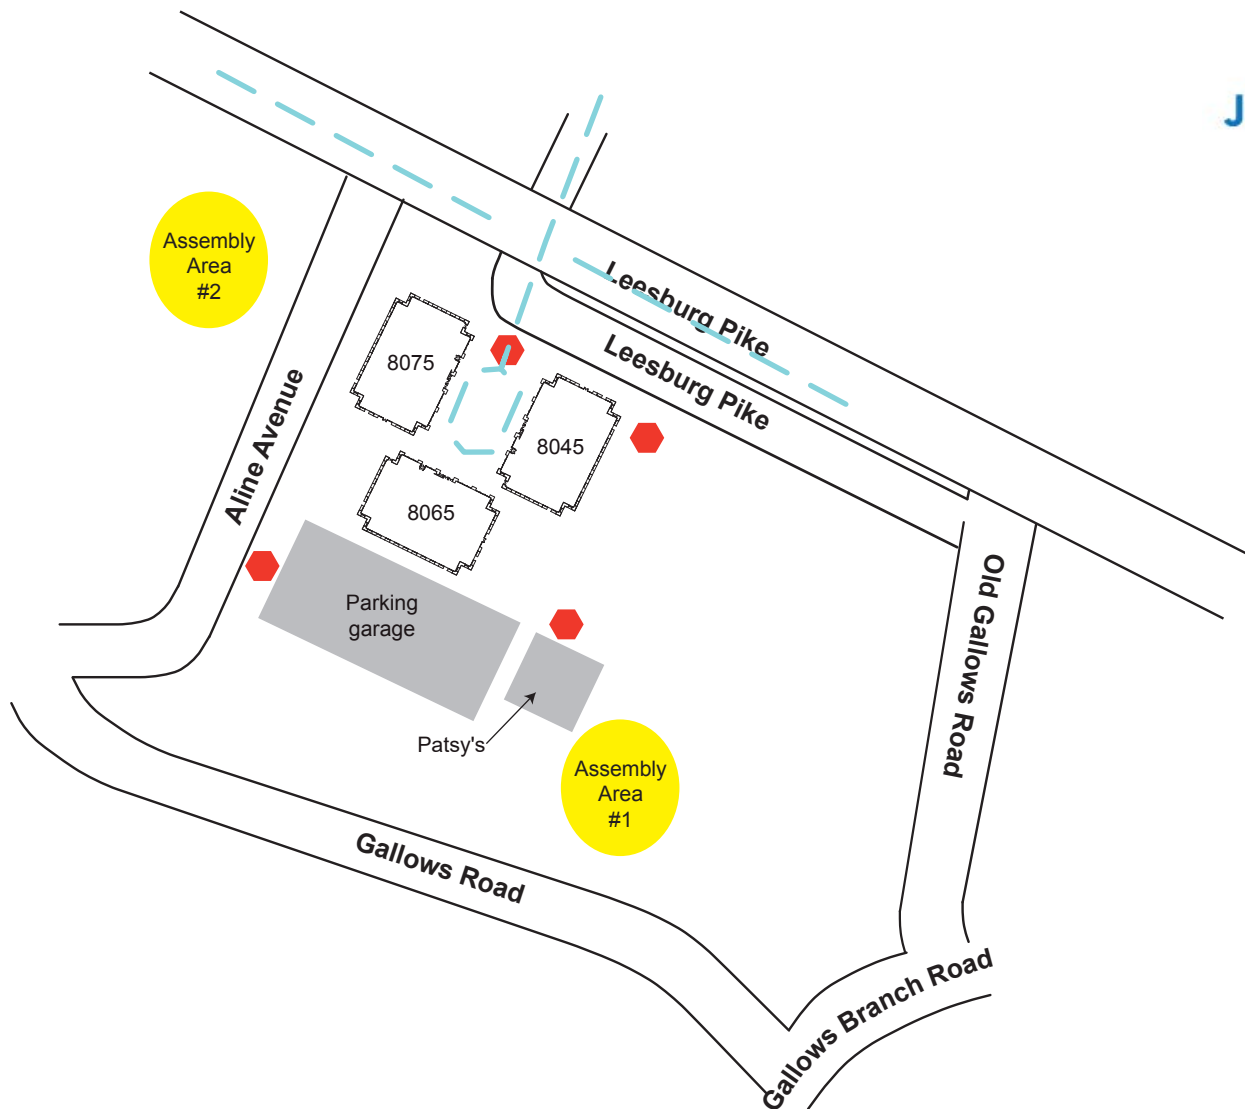 J
Assembly
Area
#2
Leesburg Pike
Leesburg Pike
8075
8045
Aline Avenue
8065
Parking
garage
Old Gallows Road
Patsy's
Assembly
Area
#1
Gallows Road
Gallows Branch Road